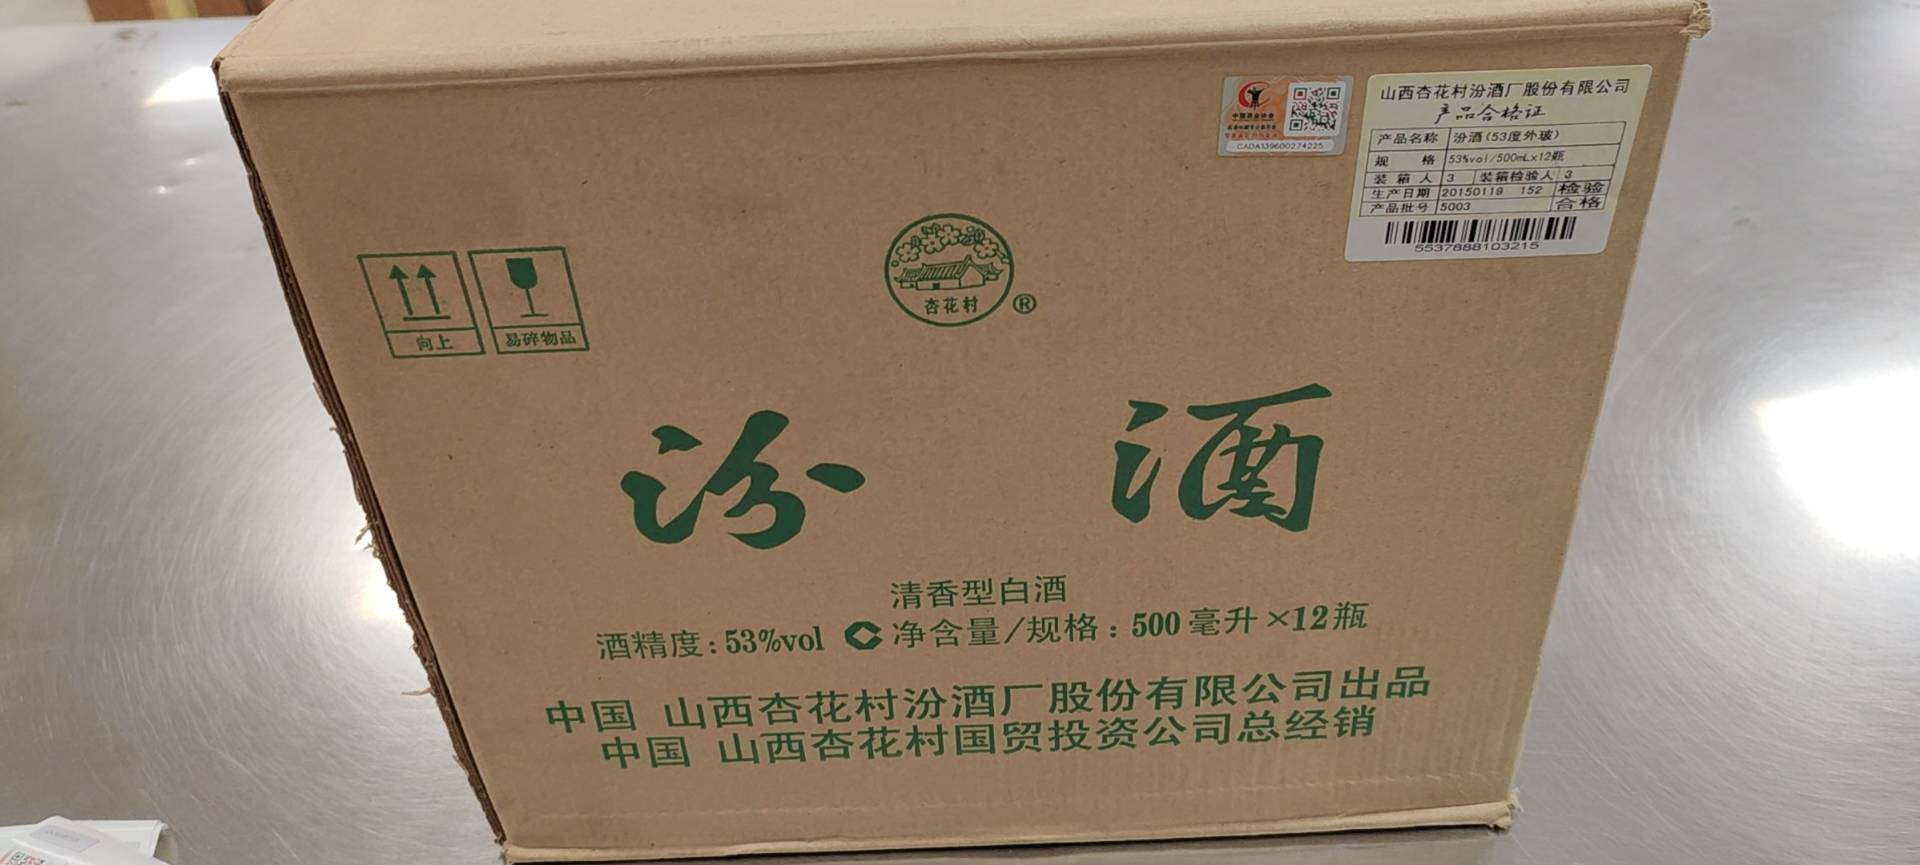 中国酒业协会
CADA139600274225
山西杏花村汾酒厂股份有限公司
产品合格证
产品名称 汾酒(53度外玻)
规 格 53%vol/500mL×12瓶
装箱人 3 装箱检验人 3
生产日期 20150119 152 检验
产品批号 5003 合格
5537888103215
向上
易碎物品
杏花村
®
汾酒
清香型白酒
酒精度:53%vol 净含量/规格:500毫升×12瓶
中国 山西杏花村汾酒厂股份有限公司出品
中国 山西杏花村国贸投资公司总经销